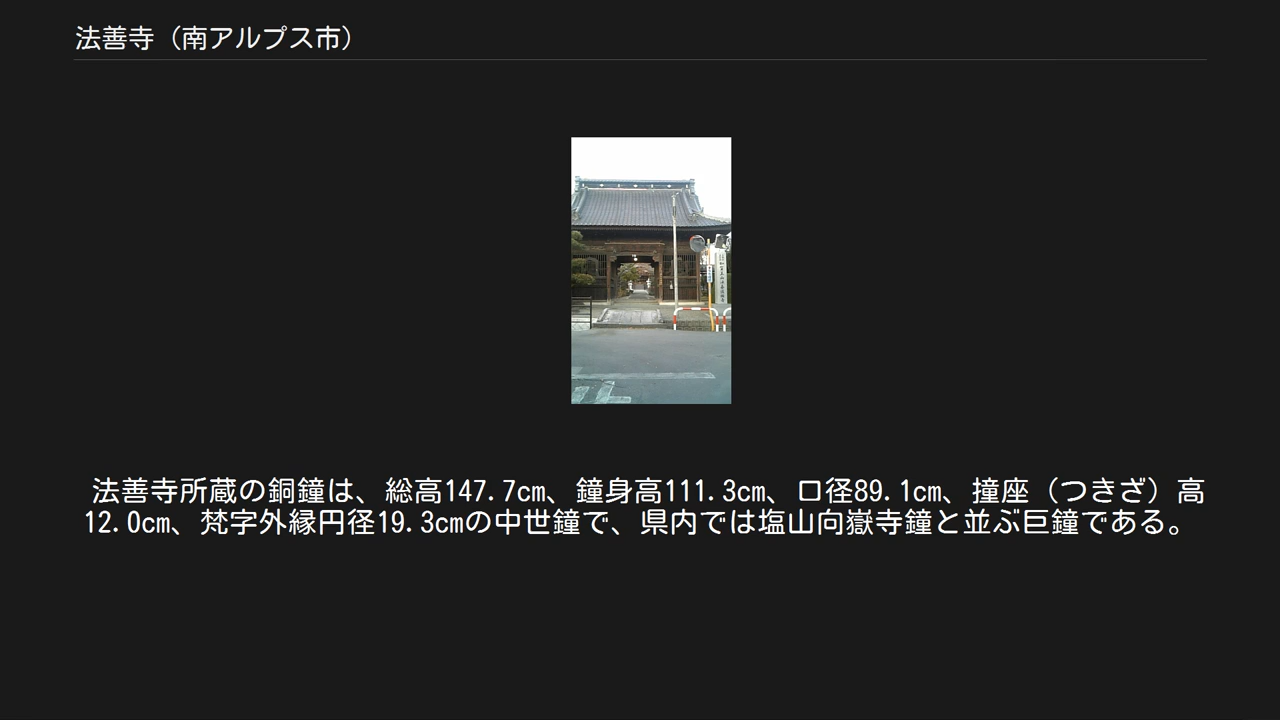 法善寺（南アルプス市）
法善寺所蔵の銅鐘は、総高147.7cm、鐘身高111.3cm、口径89.1cm、撞座（つきざ）高
12.0cm、梵字外縁円径19.3cmの中世鐘で、県内では塩山向嶽寺鐘と並ぶ巨鐘である。